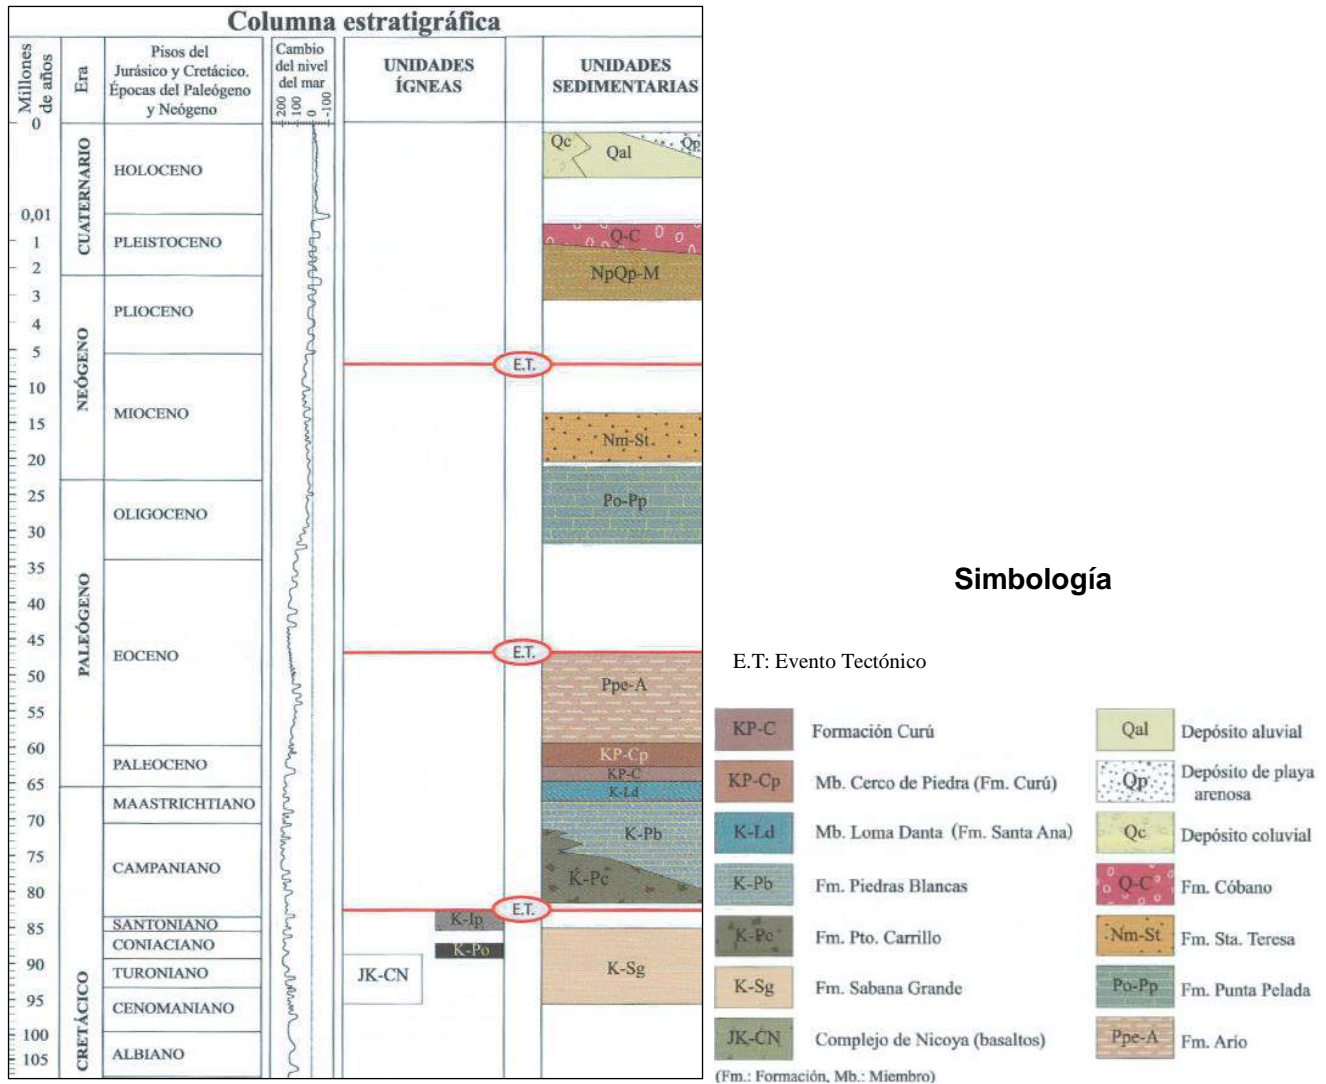 Columna estratigráfica
Millones
de años
Era
Pisos del
Jurásico y Cretácico.
Épocas del Paleógeno
y Neógeno
Cambio
del nivel
del mar
200
100
0
-100
UNIDADES
ÍGNEAS
UNIDADES
SEDIMENTARIAS
0
0,01
1
2
3
4
5
10
15
20
25
30
35
40
45
50
55
60
65
70
75
80
85
90
95
100
105
CUATERNARIO
NEÓGENO
PALEÓGENO
CRETÁCICO
HOLOCENO
PLEISTOCENO
PLIOCENO
MIOCENO
OLIGOCENO
EOCENO
PALEOCENO
MAASTRICHTIANO
CAMPANIANO
SANTONIANO
CONIACIANO
TURONIANO
CENOMANIANO
ALBIANO
Qc
Qal
Qp
Q-C
NpQp-M
E.T.
Nm-St
Po-Pp
E.T.
Ppe-A
KP-Cp
KP-C
K-Ld
K-Pb
K-Pc
E.T.
K-Ip
K-Po
JK-CN
K-Sg
Simbología
E.T: Evento Tectónico
KP-C Formación Curú
KP-Cp Mb. Cerco de Piedra (Fm. Curú)
K-Ld Mb. Loma Danta (Fm. Santa Ana)
K-Pb Fm. Piedras Blancas
K-Pc Fm. Pto. Carrillo
K-Sg Fm. Sabana Grande
JK-CN Complejo de Nicoya (basaltos)
(Fm.: Formación, Mb.: Miembro)
Qal Depósito aluvial
Qp Depósito de playa
arenosa
Qc Depósito coluvial
Q-C Fm. Cóbano
Nm-St Fm. Sta. Teresa
Po-Pp Fm. Punta Pelada
Ppe-A Fm. Ario